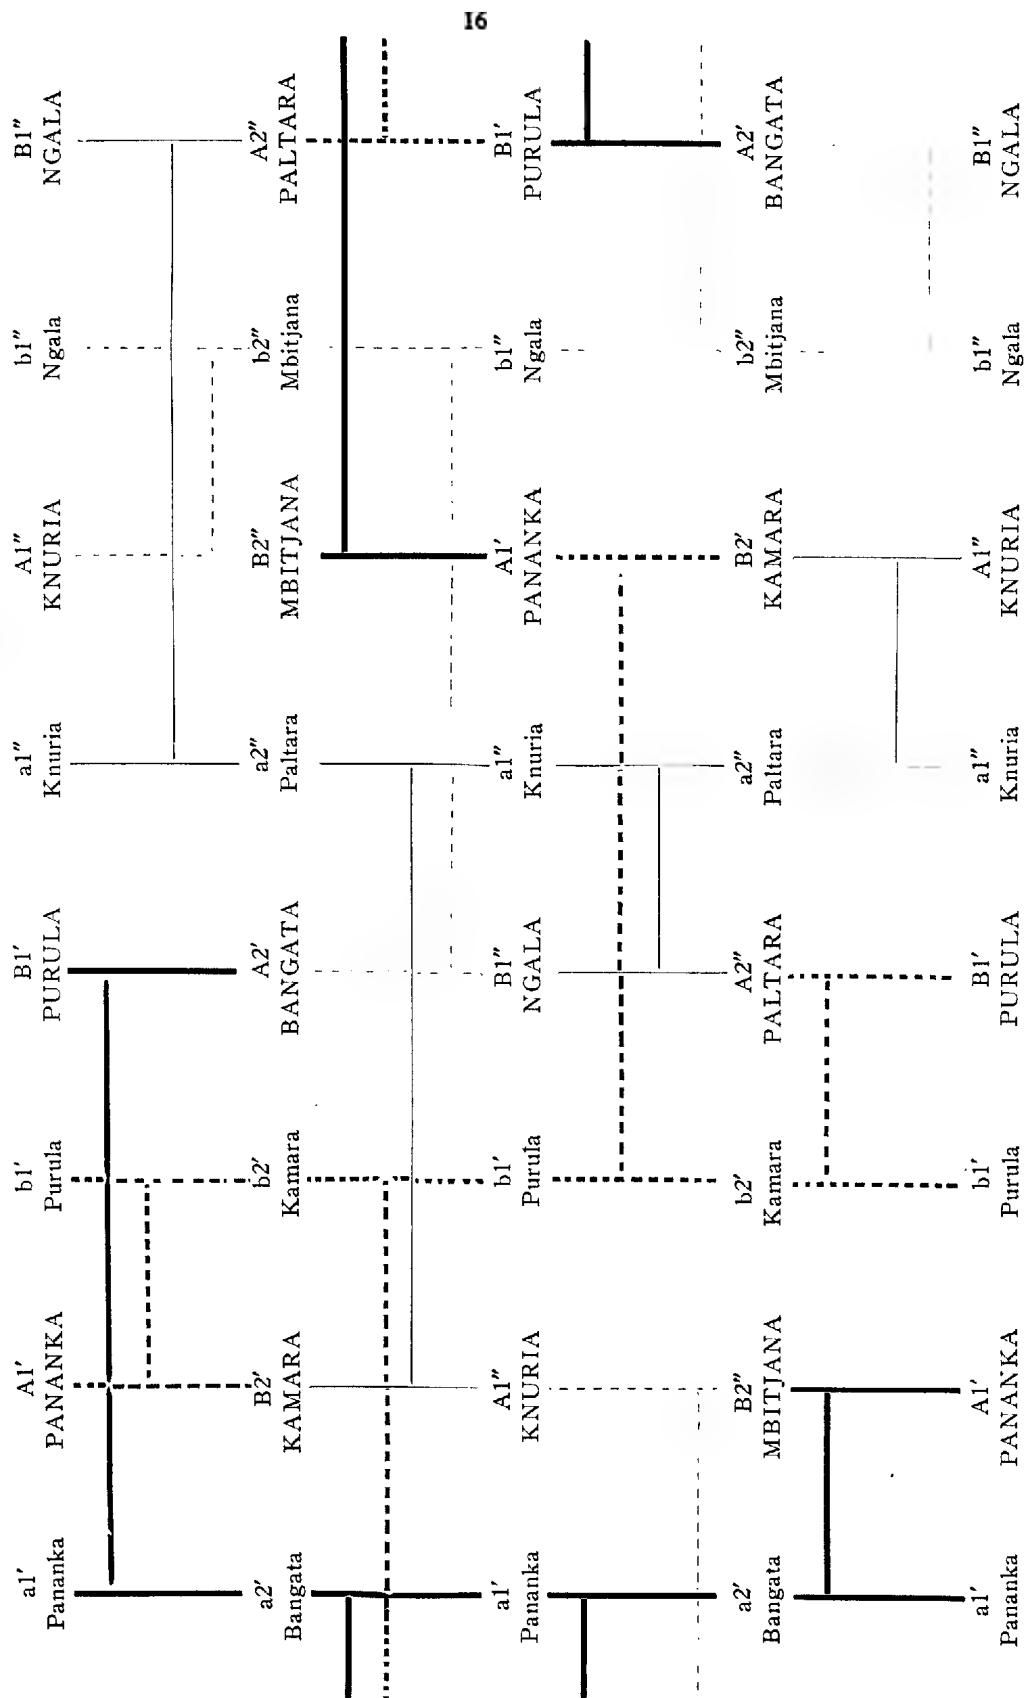 16
a1′ A1′ b1′ B1′ a1″ A1″ b1″ B1″
Pananka PANANKA Purula PURULA Knuria KNURIA Ngala NGALA
a2′ B2′ b2′ A2′ a2″ B2″ b2″ A2″
Bangata KAMARA Kamara BANGATA Paltara MBITJANA Mbitjana PALTARA
a1′ A1″ b1′ B1″ a1″ A1′ b1″ B1′
Pananka KNURIA Purula NGALA Knuria PANANKA Ngala PURULA
a2′ B2″ b2′ A2″ a2″ B2′ b2″ A2′
Bangata MBITJANA Kamara PALTARA Paltara KAMARA Mbitjana BANGATA
a1′ A1′ b1′ B1′ a1″ A1″ b1″ B1″
Pananka PANANKA Purula PURULA Knuria KNURIA Ngala NGALA